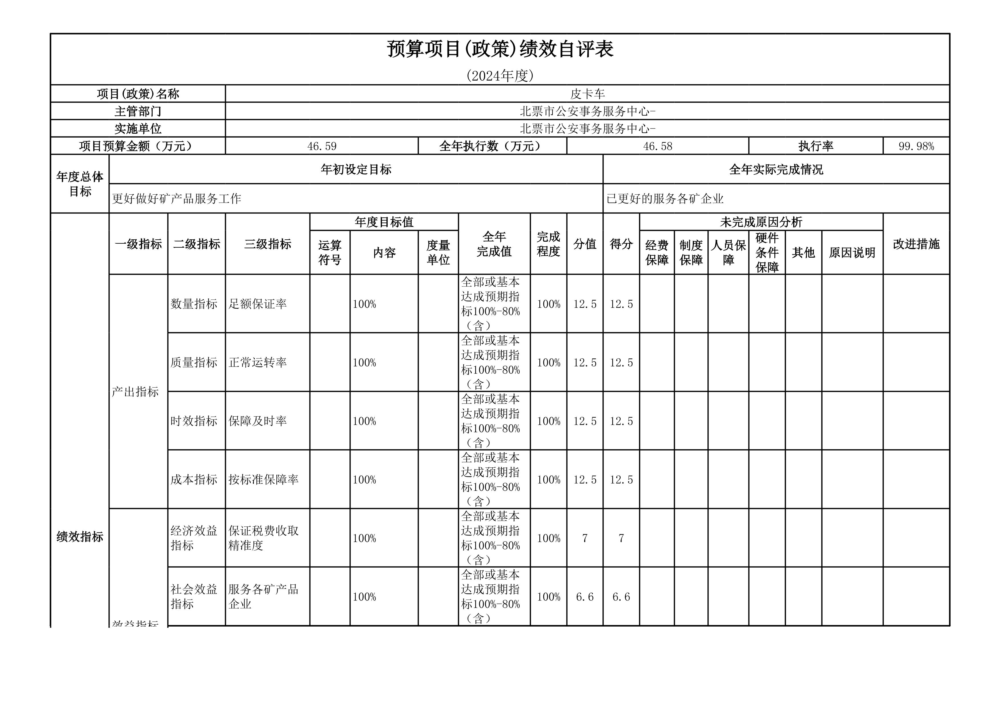 预算项目(政策)绩效自评表
(2024年度)
项目(政策)名称 皮卡车
主管部门 北票市公安事务服务中心-
实施单位 北票市公安事务服务中心-
项目预算金额（万元） 46.59 全年执行数（万元） 46.58 执行率 99.98%
年度总体目标 年初设定目标 全年实际完成情况
更好做好矿产品服务工作 已更好的服务各矿企业
绩效指标
一级指标 二级指标 三级指标 年度目标值 全年完成值 完成程度 分值 得分 未完成原因分析 改进措施
运算符号 内容 度量单位 经费保障 制度保障 人员保障 硬件条件保障 其他 原因说明
产出指标
数量指标 足额保证率 100% 全部或基本达成预期指标100%-80%（含） 100% 12.5 12.5
质量指标 正常运转率 100% 全部或基本达成预期指标100%-80%（含） 100% 12.5 12.5
时效指标 保障及时率 100% 全部或基本达成预期指标100%-80%（含） 100% 12.5 12.5
成本指标 按标准保障率 100% 全部或基本达成预期指标100%-80%（含） 100% 12.5 12.5
效益指标
经济效益指标 保证税费收取精准度 100% 全部或基本达成预期指标100%-80%（含） 100% 7 7
社会效益指标 服务各矿产品企业 100% 全部或基本达成预期指标100%-80%（含） 100% 6.6 6.6